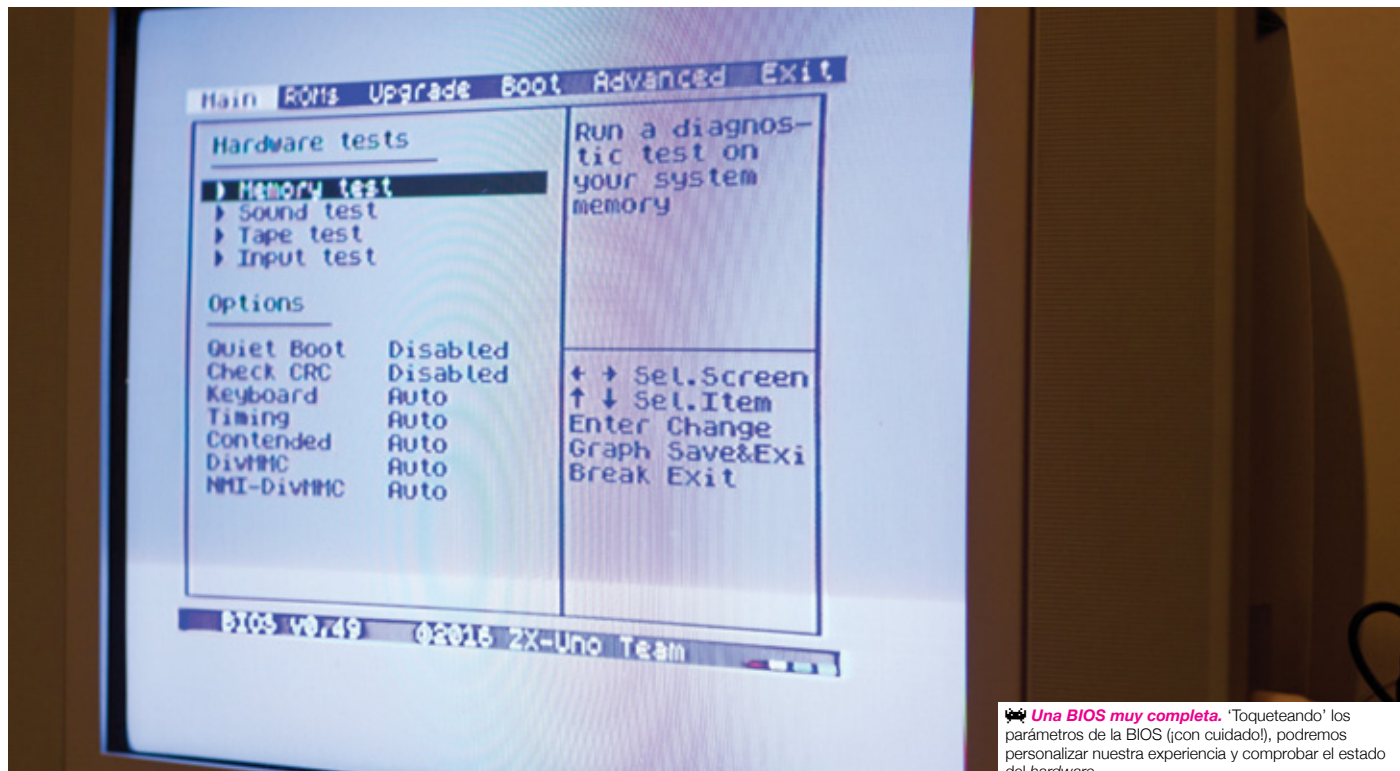 Main ROMs Upgrade Boot Advanced Exit
Hardware tests
Memory test
Sound test
Tape test
Input test
Options
Quiet Boot Disabled
Check CRC Disabled
Keyboard Auto
Timing Auto
Contended Auto
DivMMC Auto
NMI-DivMMC Auto
Run a diagnos-
tic test on
your system
memory
← → Sel.Screen
↑ ↓ Sel.Item
Enter Change
Graph Save&Exi
Break Exit
BIOS v0.49 ©2016 ZX-Uno Team
Una BIOS muy completa. ‘Toqueteando’ los
parámetros de la BIOS (¡con cuidado!), podremos
personalizar nuestra experiencia y comprobar el estado
del hardware